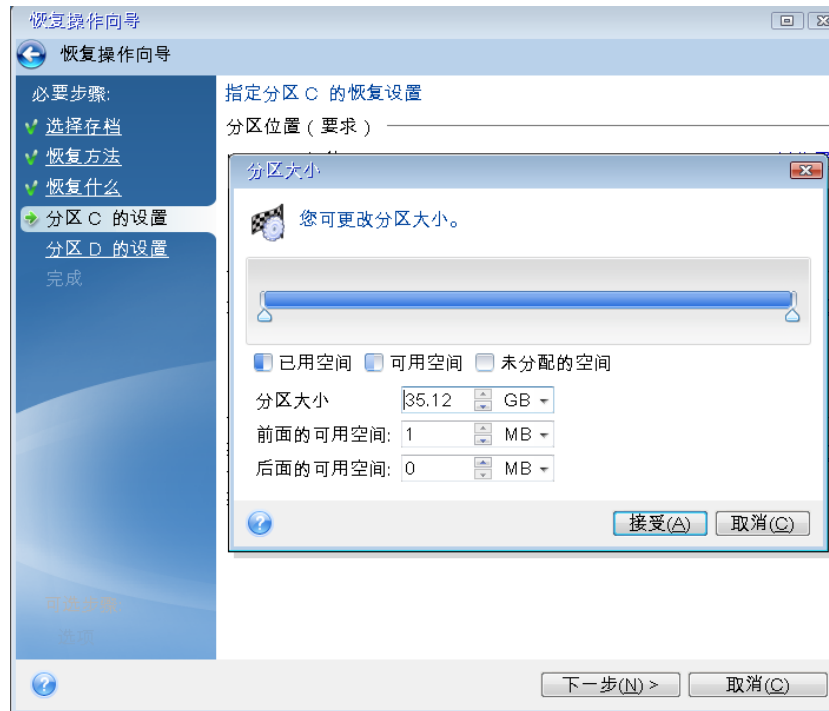 恢复操作向导
恢复操作向导
必要步骤:
选择存档
恢复方法
恢复什么
分区 C 的设置
分区 D 的设置
完成
指定分区 C 的恢复设置
分区位置 ( 要求 )
分区大小
您可更改分区大小。
已用空间 可用空间 未分配的空间
分区大小 35.12 GB
前面的可用空间: 1 MB
后面的可用空间: 0 MB
接受(A) 取消(C)
可选步骤:
选项
下一步(N) > 取消(C)